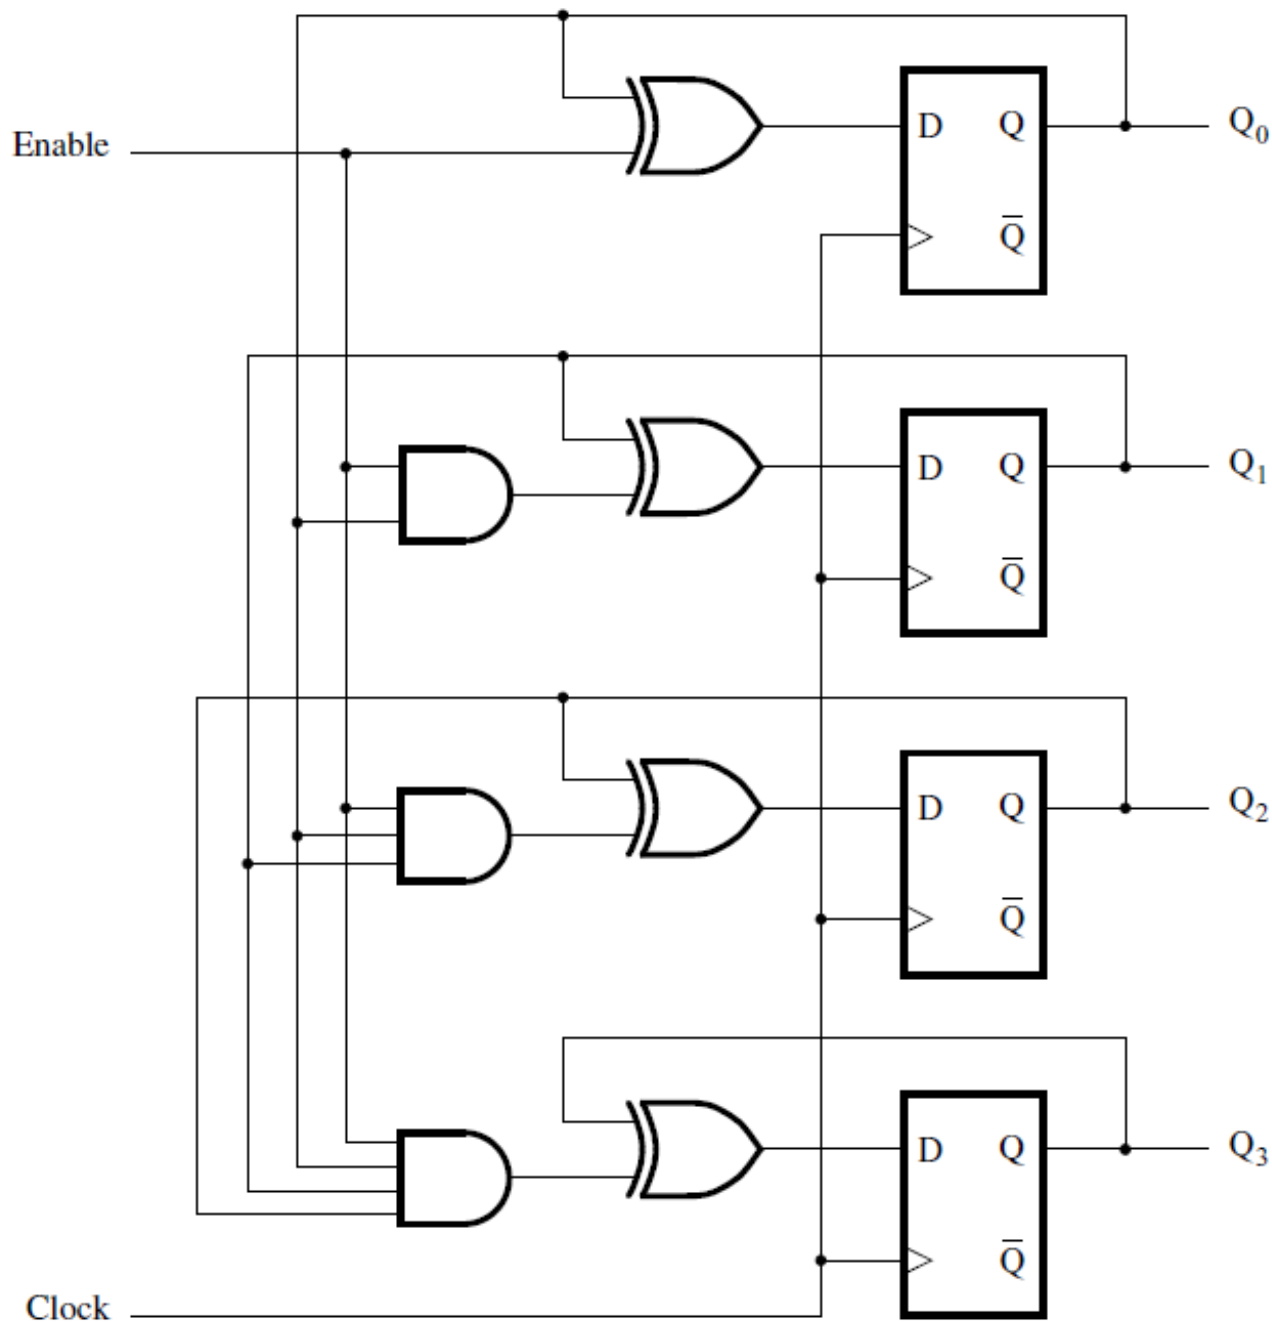 Enable
D Q Q₀
Q̅
D Q Q₁
Q̅
D Q Q₂
Q̅
D Q Q₃
Q̅
Clock